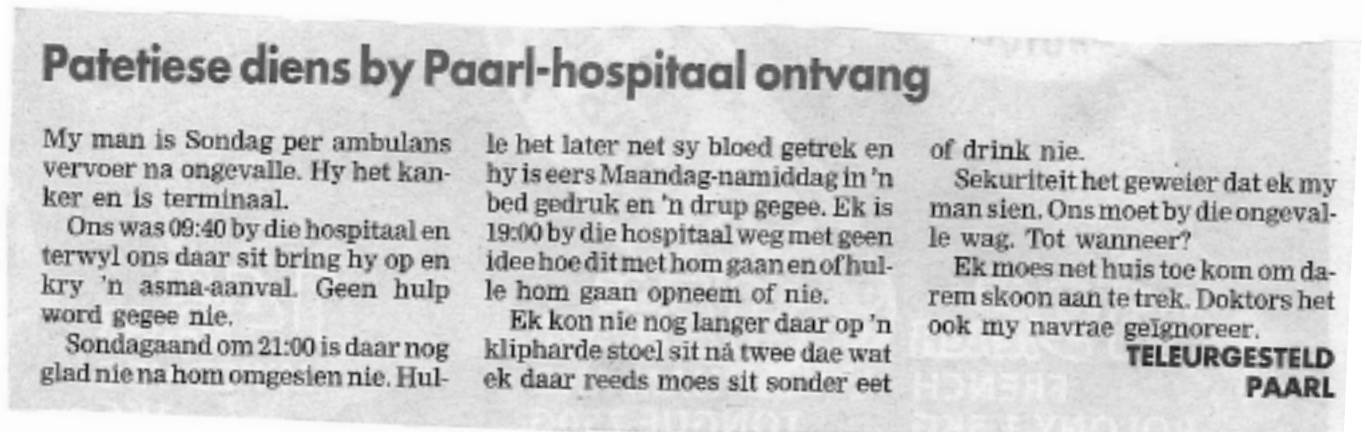 Patetiese diens by Paarl-hospitaal ontvang
My man is Sondag per ambulans
vervoer na ongevalle. Hy het kan-
ker en is terminaal.
Ons was 09:40 by die hospitaal en
terwyl ons daar sit bring hy op en
kry 'n asma-aanval. Geen hulp
word gegee nie.
Sondagaand om 21:00 is daar nog
glad nie na hom omgesien nie. Hul-
le het later net sy bloed getrek en
hy is eers Maandag-namiddag in 'n
bed gedruk en 'n drup gegee. Ek is
19:00 by die hospitaal weg met geen
idee hoe dit met hom gaan en of hul-
le hom gaan opneem of nie.
Ek kon nie nog langer daar op 'n
klipharde stoel sit ná twee dae wat
ek daar reeds moes sit sonder eet
of drink nie.
Sekuriteit het geweier dat ek my
man sien. Ons moet by die ongeval-
le wag. Tot wanneer?
Ek moes net huis toe kom om da-
rem skoon aan te trek. Doktors het
ook my navrae geïgnoreer.
TELEURGESTELD
PAARL